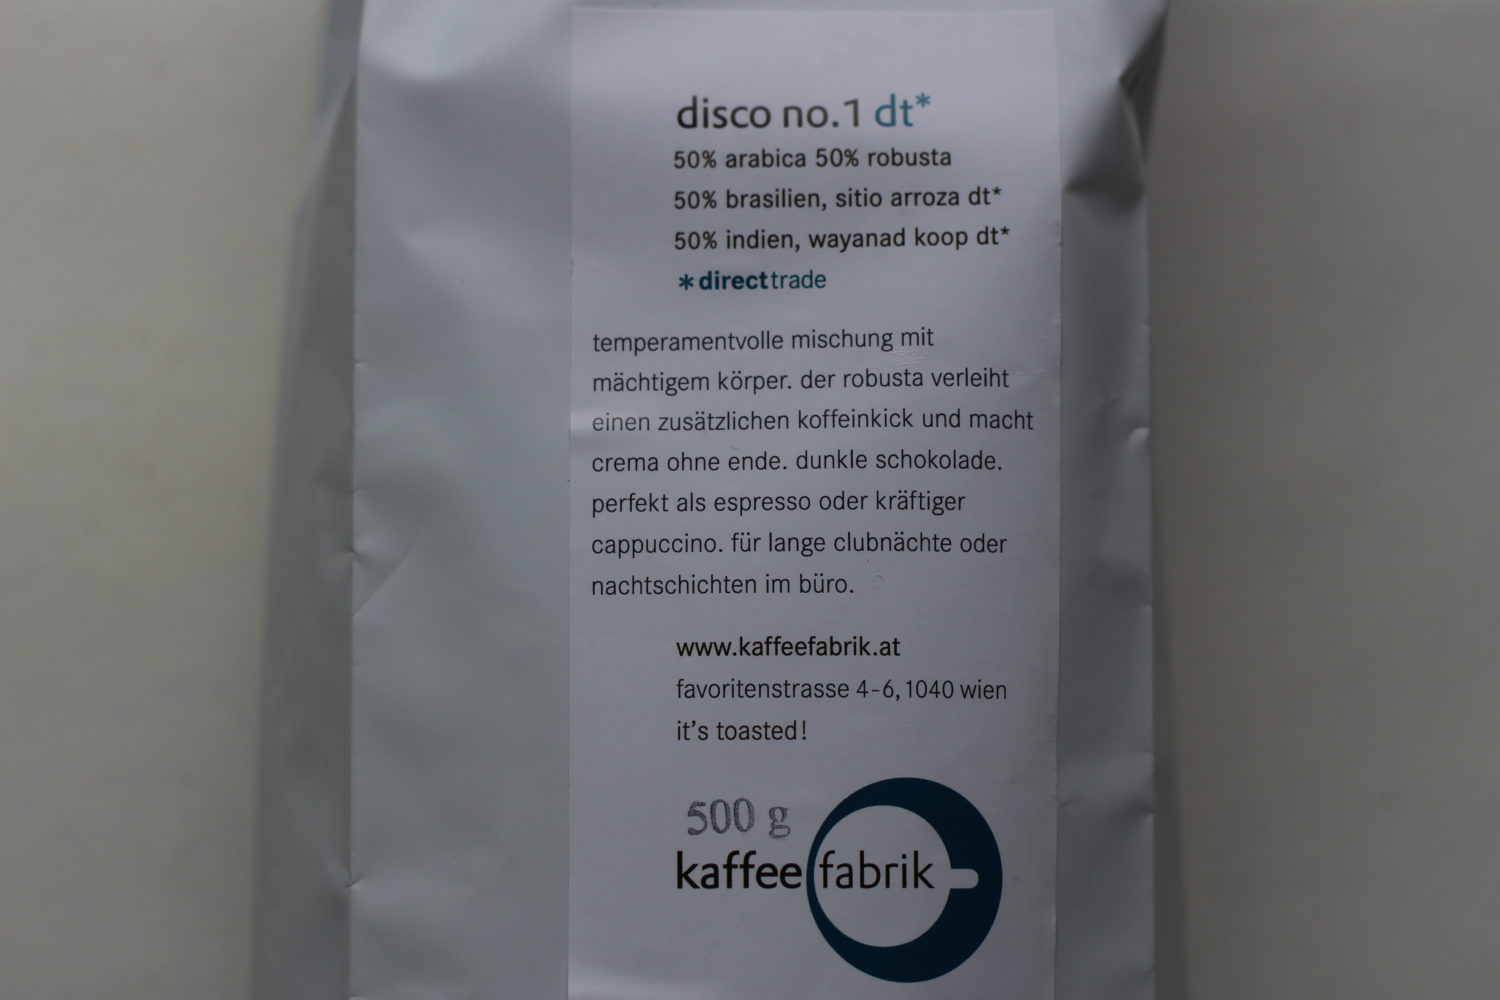 disco no.1 dt*
50% arabica 50% robusta
50% brasilien, sitio arroza dt*
50% indien, wayanad koop dt*
*directtrade
temperamentvolle mischung mit
mächtigem körper. der robusta verleiht
einen zusätzlichen koffeinkick und macht
crema ohne ende. dunkle schokolade.
perfekt als espresso oder kräftiger
cappuccino. für lange clubnächte oder
nachtschichten im büro.
www.kaffeefabrik.at
favoritenstrasse 4-6, 1040 wien
it's toasted!
500 g
kaffeefabrik